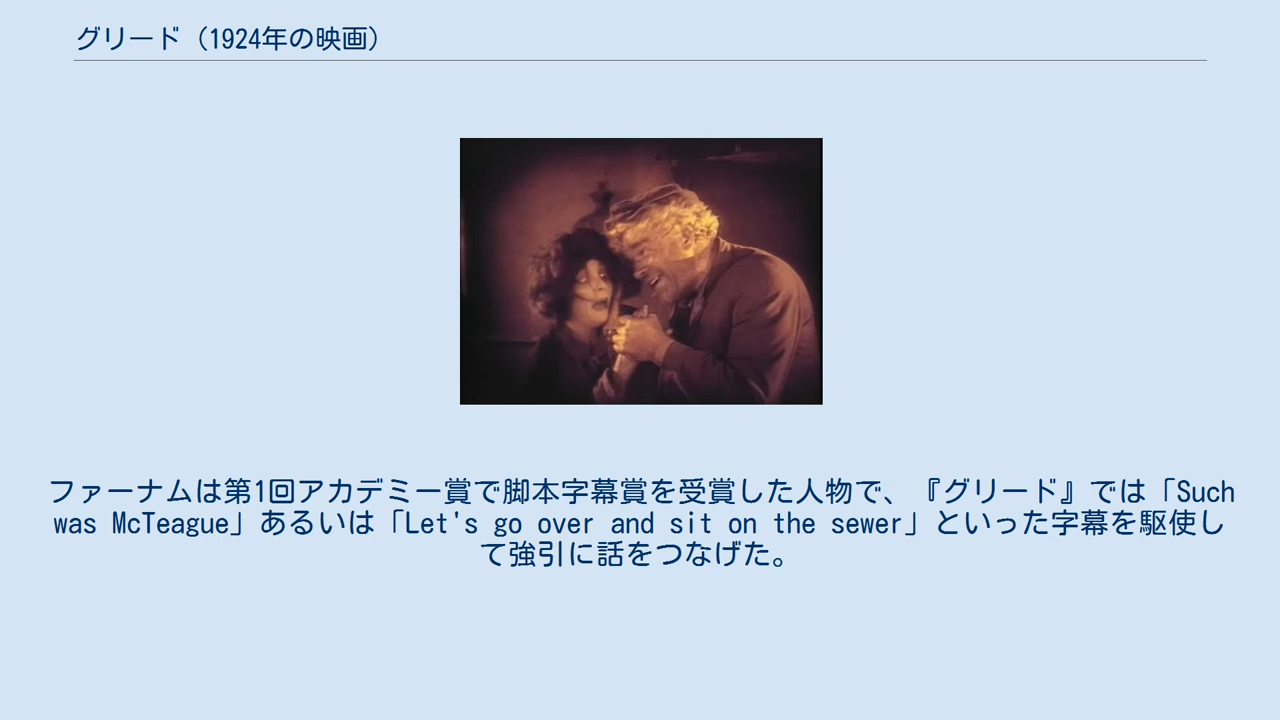 グリード（1924年の映画）
ファーナムは第1回アカデミー賞で脚本字幕賞を受賞した人物で、『グリード』では「Such
was McTeague」あるいは「Let's go over and sit on the sewer」といった字幕を駆使し
て強引に話をつなげた。